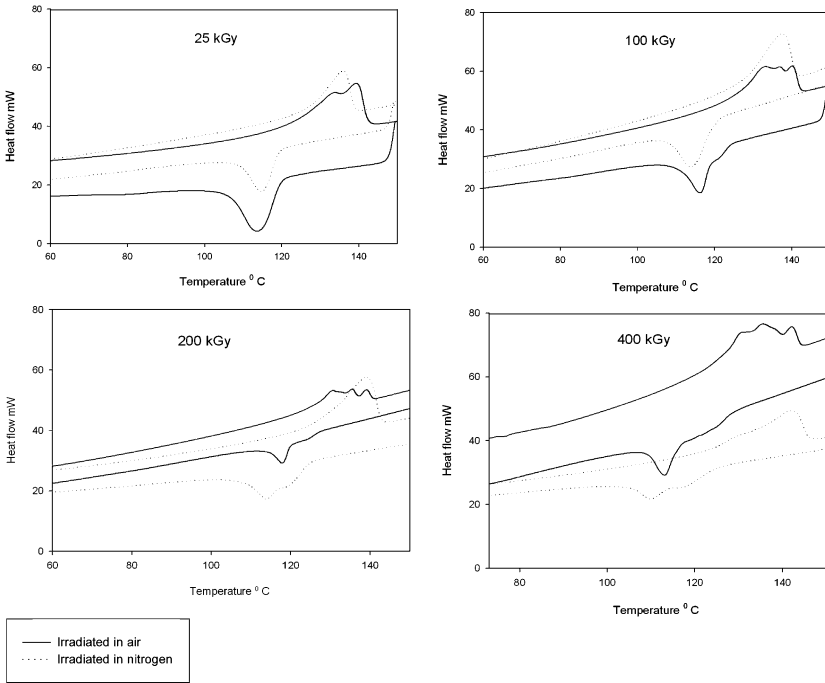 25 kGy
80
60
40
20
0
Heat flow mW
60 80 100 120 140
Temperature ⁰ C
100 kGy
80
60
40
20
0
Heat flow mW
60 80 100 120 140
Temperature ⁰ C
200 kGy
80
60
40
20
0
Heat flow mW
60 80 100 120 140
Temperature ⁰ C
400 kGy
80
60
40
20
0
Heat flow mW
80 100 120 140
Temperature ⁰ C
Irradiated in air
Irradiated in nitrogen